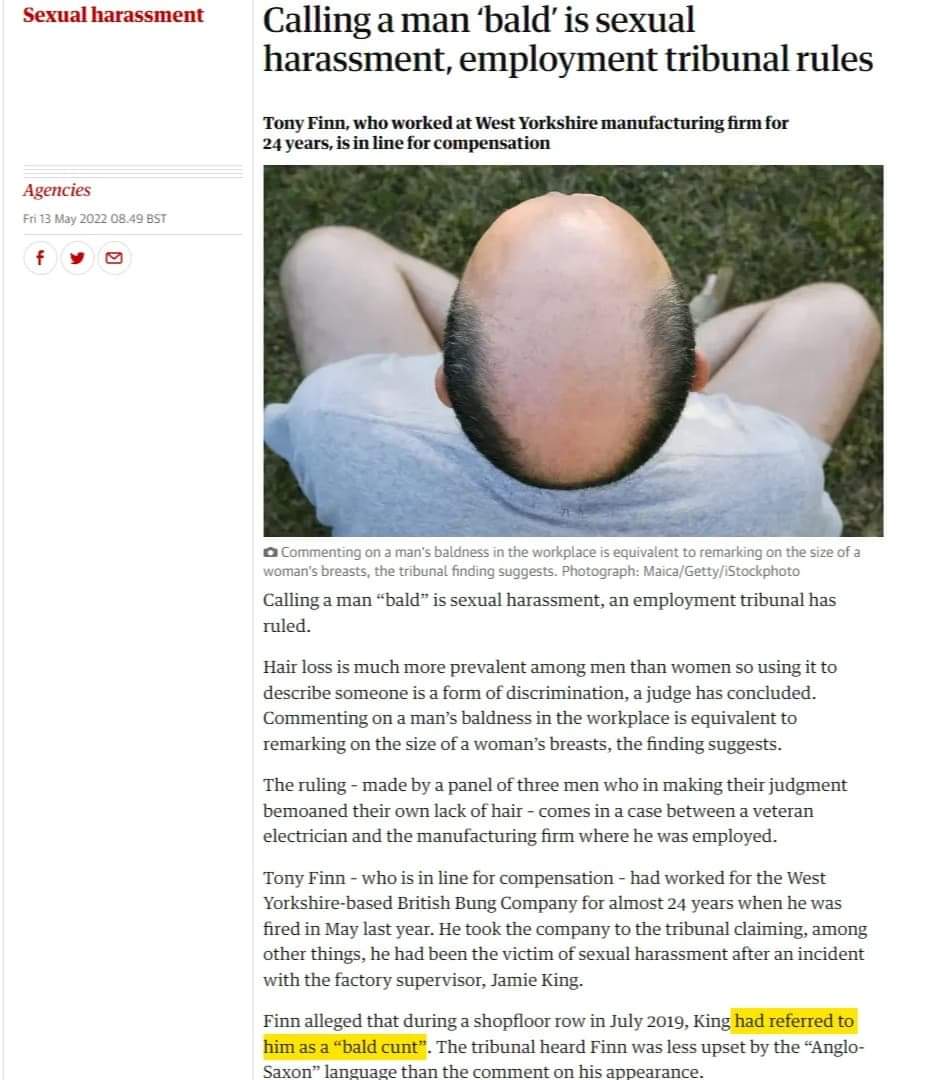 Sexual harassment
Calling a man ‘bald’ is sexual
harassment, employment tribunal rules
Tony Finn, who worked at West Yorkshire manufacturing firm for
24 years, is in line for compensation
Agencies
Fri 13 May 2022 08.49 BST
Commenting on a man's baldness in the workplace is equivalent to remarking on the size of a
woman's breasts, the tribunal finding suggests. Photograph: Maica/Getty/iStockphoto
Calling a man “bald” is sexual harassment, an employment tribunal has
ruled.
Hair loss is much more prevalent among men than women so using it to
describe someone is a form of discrimination, a judge has concluded.
Commenting on a man’s baldness in the workplace is equivalent to
remarking on the size of a woman’s breasts, the finding suggests.
The ruling - made by a panel of three men who in making their judgment
bemoaned their own lack of hair - comes in a case between a veteran
electrician and the manufacturing firm where he was employed.
Tony Finn - who is in line for compensation - had worked for the West
Yorkshire-based British Bung Company for almost 24 years when he was
fired in May last year. He took the company to the tribunal claiming, among
other things, he had been the victim of sexual harassment after an incident
with the factory supervisor, Jamie King.
Finn alleged that during a shopfloor row in July 2019, King had referred to
him as a “bald cunt”. The tribunal heard Finn was less upset by the “Anglo-
Saxon” language than the comment on his appearance.